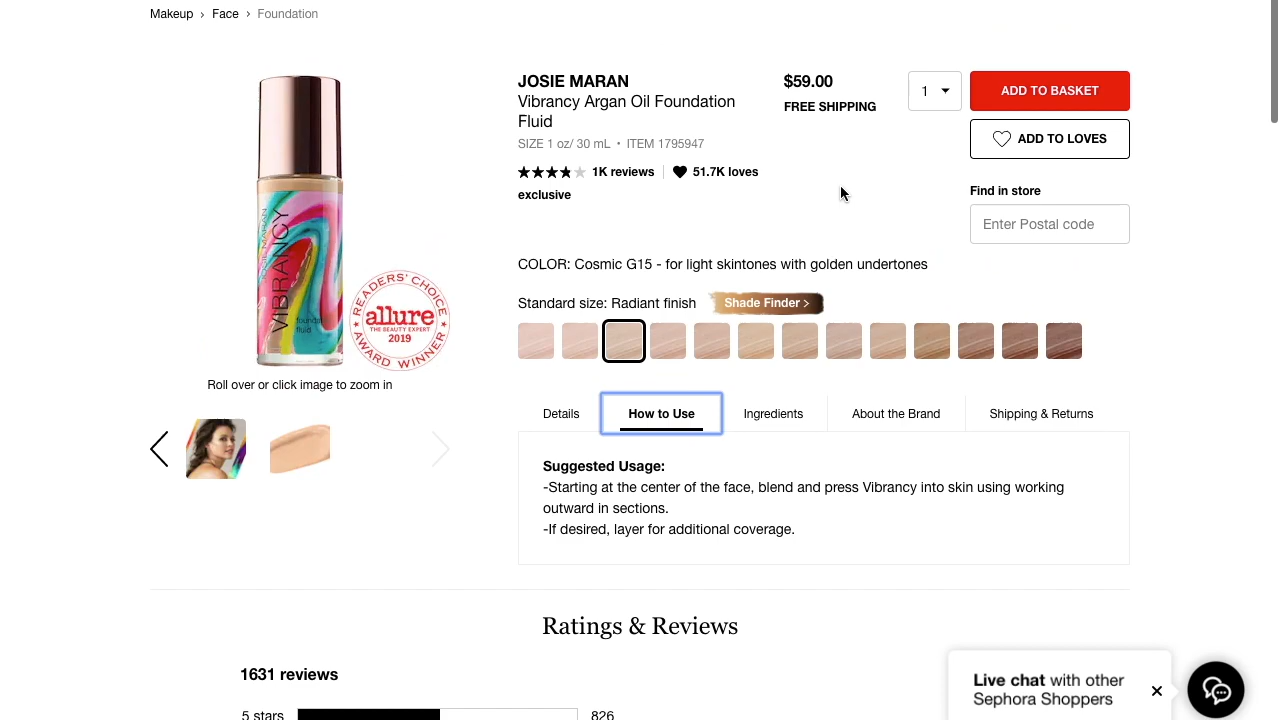 Makeup › Face › Foundation
JOSIE MARAN
Vibrancy Argan Oil Foundation
Fluid
SIZE 1 oz/ 30 mL • ITEM 1795947
1K reviews
51.7K loves
exclusive
$59.00
FREE SHIPPING
1
ADD TO BASKET
ADD TO LOVES
Find in store
Enter Postal code
JOSIE MARAN
VIBRANCY
foundation
fluid
READERS' CHOICE
allure
THE BEAUTY EXPERT
2019
AWARD WINNER
Roll over or click image to zoom in
COLOR: Cosmic G15 - for light skintones with golden undertones
Standard size: Radiant finish
Shade Finder >
Details
How to Use
Ingredients
About the Brand
Shipping & Returns
Suggested Usage:
-Starting at the center of the face, blend and press Vibrancy into skin using working
outward in sections.
-If desired, layer for additional coverage.
Ratings & Reviews
1631 reviews
5 stars
826
Live chat with other
Sephora Shoppers